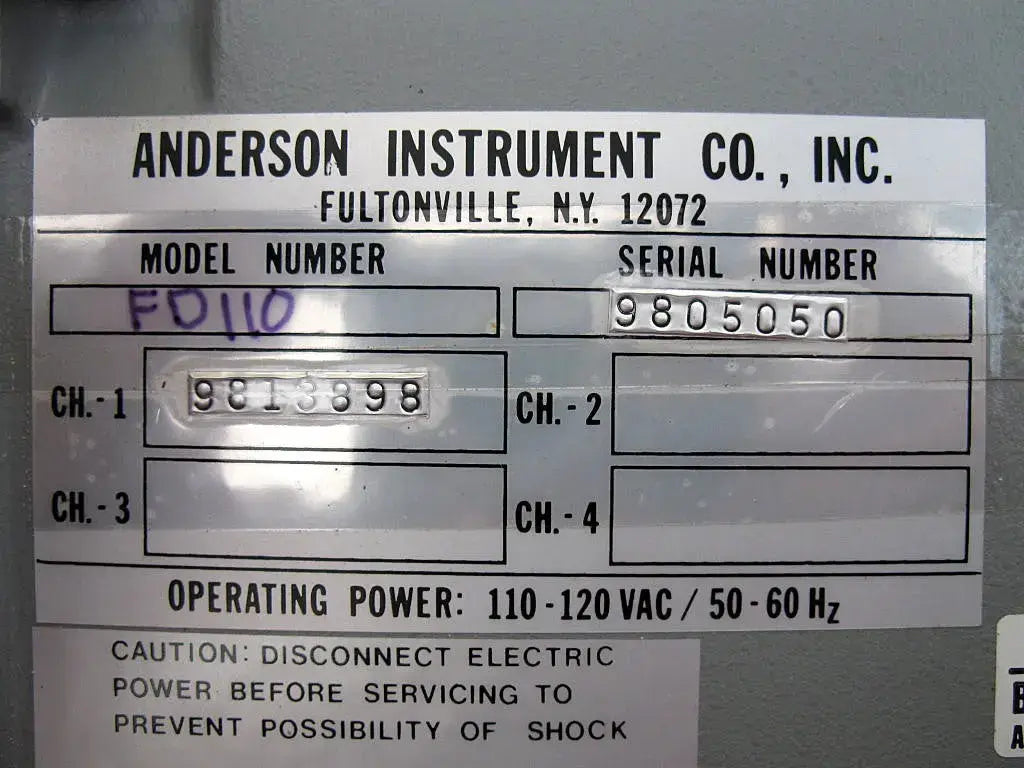 ANDERSON INSTRUMENT CO., INC.
FULTONVILLE, N.Y. 12072
MODEL NUMBER SERIAL NUMBER
FD110 9805050
CH.-1 9813898 CH.-2
CH.-3 CH.-4
OPERATING POWER: 110-120 VAC / 50-60 Hz
CAUTION: DISCONNECT ELECTRIC
POWER BEFORE SERVICING TO
PREVENT POSSIBILITY OF SHOCK